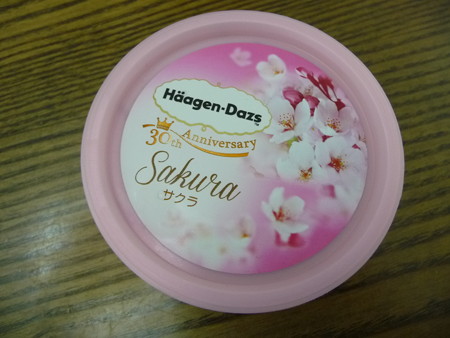 Häagen-Dazs
30th Anniversary
Sakura
サクラ